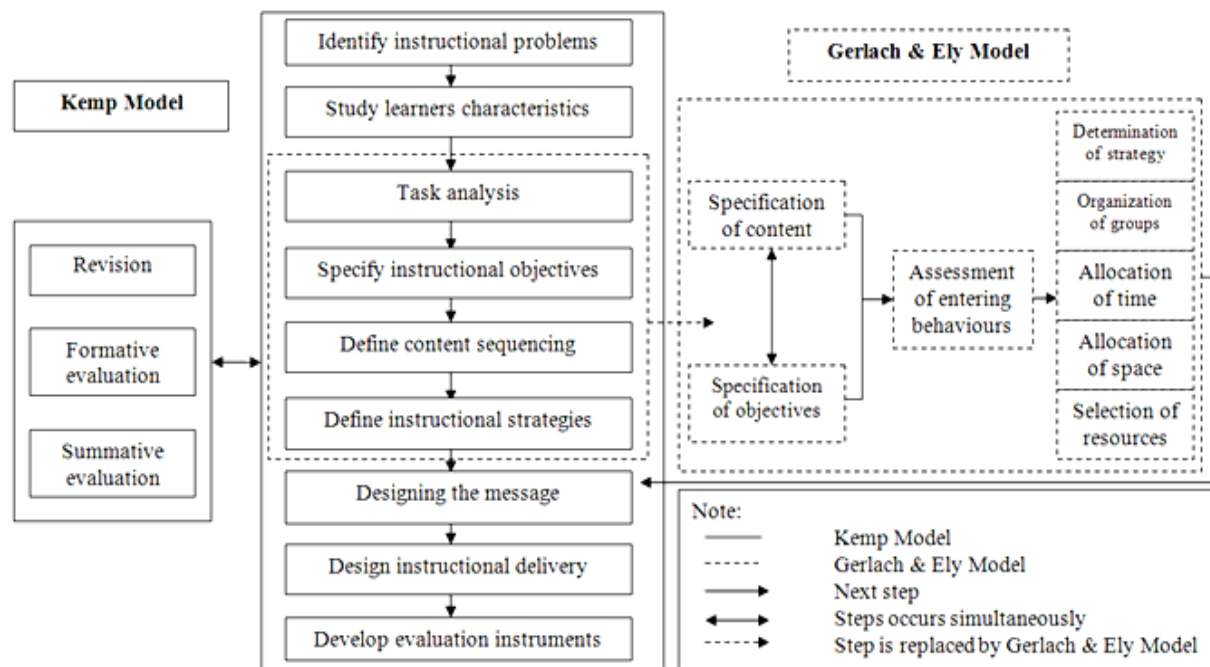 Kemp Model
Revision
Formative
evaluation
Summative
evaluation
Identify instructional problems
Study learners characteristics
Task analysis
Specify instructional objectives
Define content sequencing
Define instructional strategies
Designing the message
Design instructional delivery
Develop evaluation instruments
Gerlach & Ely Model
Specification
of content
Specification
of objectives
Assessment
of entering
behaviours
Determination
of strategy
Organization
of groups
Allocation
of time
Allocation
of space
Selection of
resources
Note:
Kemp Model
Gerlach & Ely Model
Next step
Steps occurs simultaneously
Step is replaced by Gerlach & Ely Model